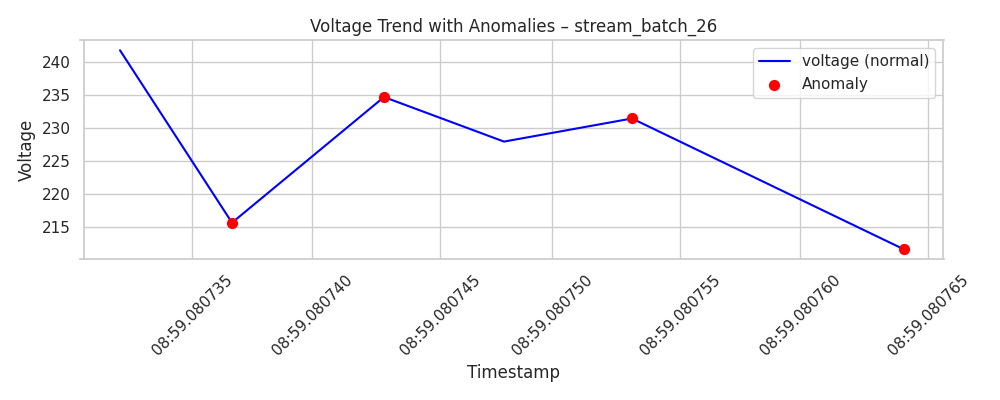 Voltage Trend with Anomalies – stream_batch_26
voltage (normal)
Anomaly
Voltage
240
235
230
225
220
215
08:59.080735
08:59.080740
08:59.080745
08:59.080750
08:59.080755
08:59.080760
08:59.080765
Timestamp